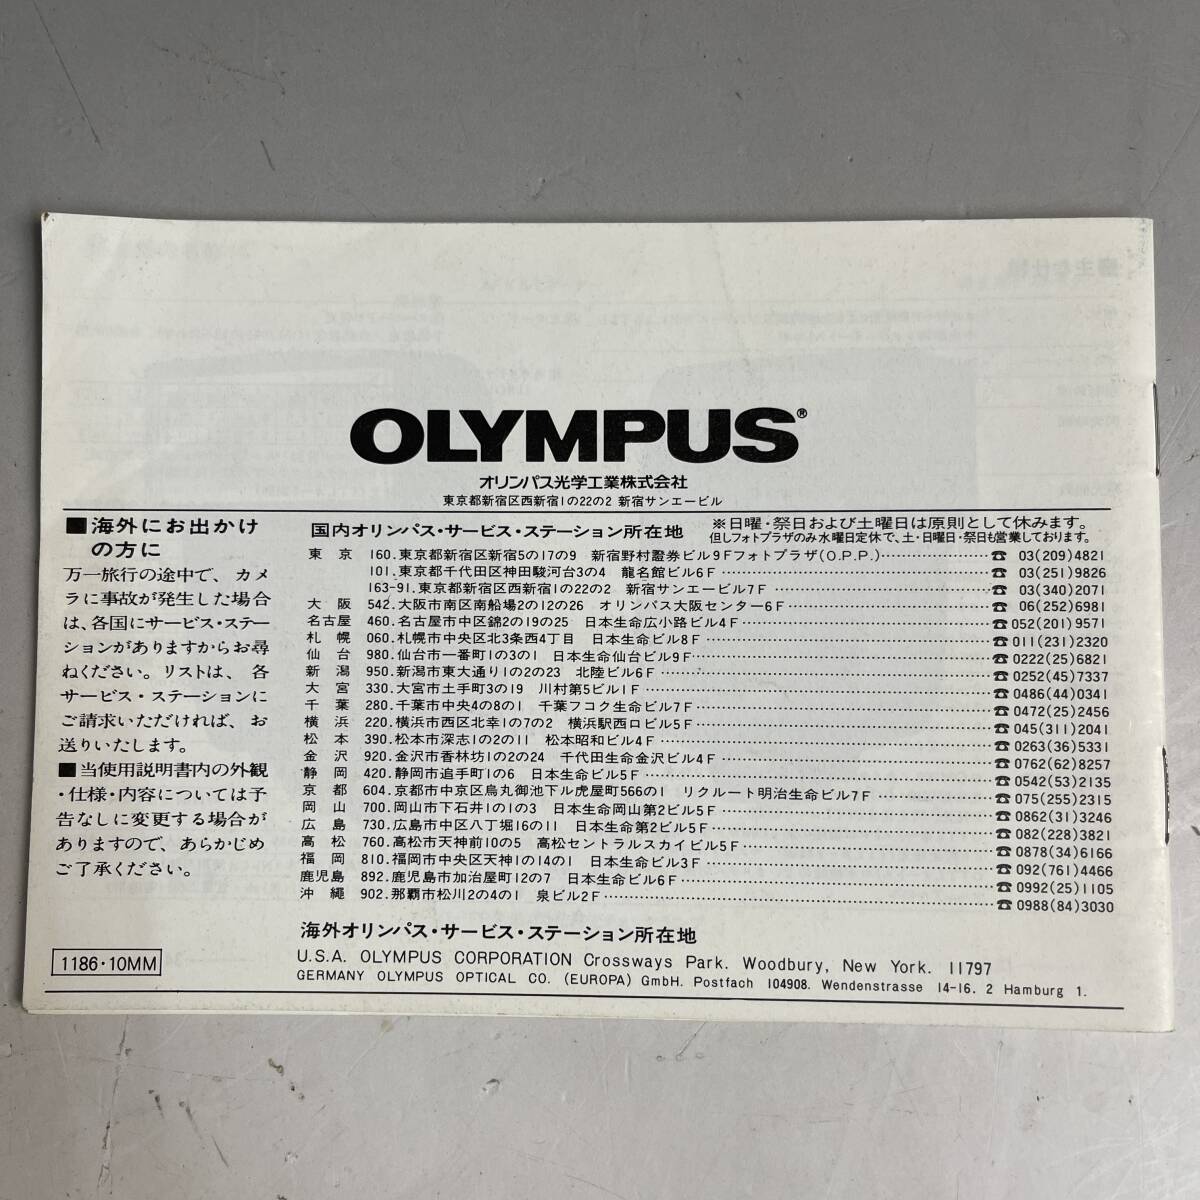 OLYMPUS®
オリンパス光学工業株式会社
東京都新宿区西新宿1の22の2 新宿サンエービル
■海外にお出かけ
の方に
万一旅行の途中で、カメ
ラに事故が発生した場合
は、各国にサービス・ステー
ションがありますからお尋
ねください。リストは、各
サービス・ステーションに
ご請求いただければ、お
送りいたします。
■当使用説明書内の外観
・仕様・内容については予
告なしに変更する場合が
ありますので、あらかじめ
ご了承ください。
1186・10MM
国内オリンパス・サービス・ステーション所在地
※日曜・祭日および土曜日は原則として休みます。
但しフォトプラザのみ水曜日定休で、土・日曜日・祭日も営業しております。
東京 160.東京都新宿区新宿5の17の9 新宿野村證券ビル9Fフォトプラザ(O.P.P.)☎ 03(209)4821
101.東京都千代田区神田駿河台3の4 龍名館ビル6F☎ 03(251)9826
163-91.東京都新宿区西新宿1の22の2 新宿サンエービル7F☎ 03(340)2071
大阪 542.大阪市南区南船場2の12の26 オリンパス大阪センター6F☎ 06(252)6981
名古屋 460.名古屋市中区錦2の19の25 日本生命広小路ビル4F☎052(201)9571
札幌 060.札幌市中央区北3条西4丁目 日本生命ビル8F☎011(231)2320
仙台 980.仙台市一番町1の3の1 日本生命仙台ビル9F☎0222(25)6821
新潟 950.新潟市東大通り1の2の23 北陸ビル6F☎0252(45)7337
大宮 330.大宮市土手町3の19 川村第5ビル1F☎0486(44)0341
千葉 280.千葉市中央4の8の1 千葉フコク生命ビル7F☎0472(25)2456
横浜 220.横浜市西区北幸1の7の2 横浜駅西口ビル5F☎045(311)2041
松本 390.松本市深志1の2の11 松本昭和ビル4F☎0263(36)5331
金沢 920.金沢市香林坊1の2の24 千代田生命金沢ビル4F☎0762(62)8257
静岡 420.静岡市追手町1の6 日本生命ビル5F☎0542(53)2135
京都 604.京都市中京区烏丸御池下ル虎屋町566の1 リクルート明治生命ビル7F☎075(255)2315
岡山 700.岡山市下石井1の1の3 日本生命岡山第2ビル5F☎0862(31)3246
広島 730.広島市中区八丁堀16の11 日本生命第2ビル5F☎082(228)3821
高松 760.高松市天神前10の5 高松セントラルスカイビル5F☎0878(34)6166
福岡 810.福岡市中央区天神1の14の1 日本生命ビル3F☎092(761)4466
鹿児島 892.鹿児島市加治屋町12の7 日本生命ビル6F☎0992(25)1105
沖縄 902.那覇市松川2の4の1 泉ビル2F☎0988(84)3030
海外オリンパス・サービス・ステーション所在地
U.S.A. OLYMPUS CORPORATION Crossways Park. Woodbury, New York. 11797
GERMANY OLYMPUS OPTICAL CO. (EUROPA) GmbH. Postfach 104908. Wendenstrasse 14-16. 2 Hamburg 1.